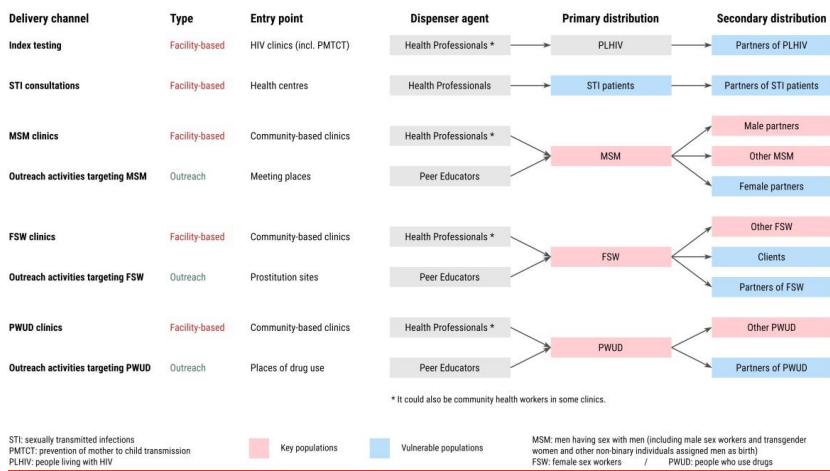 Delivery channel Type Entry point Dispenser agent Primary distribution Secondary distribution
Index testing Facility-based HIV clinics (incl. PMTCT) Health Professionals * PLHIV Partners of PLHIV
STI consultations Facility-based Health centres Health Professionals STI patients Partners of STI patients
Male partners
MSM clinics Facility-based Community-based clinics Health Professionals *
MSM Other MSM
Outreach activities targeting MSM Outreach Meeting places Peer Educators
Female partners
Other FSW
FSW clinics Facility-based Community-based clinics Health Professionals *
FSW Clients
Outreach activities targeting FSW Outreach Prostitution sites Peer Educators
Partners of FSW
PWUD clinics Facility-based Community-based clinics Health Professionals * Other PWUD
PWUD
Outreach activities targeting PWUD Outreach Places of drug use Peer Educators Partners of PWUD
* It could also be community health workers in some clinics.
STI: sexually transmitted infections
PMTCT: prevention of mother to child transmission
PLHIV: people living with HIV
Key populations
Vulnerable populations
MSM: men having sex with men (including male sex workers and transgender
women and other non-binary individuals assigned men as birth)
FSW: female sex workers / PWUD: people who use drugs